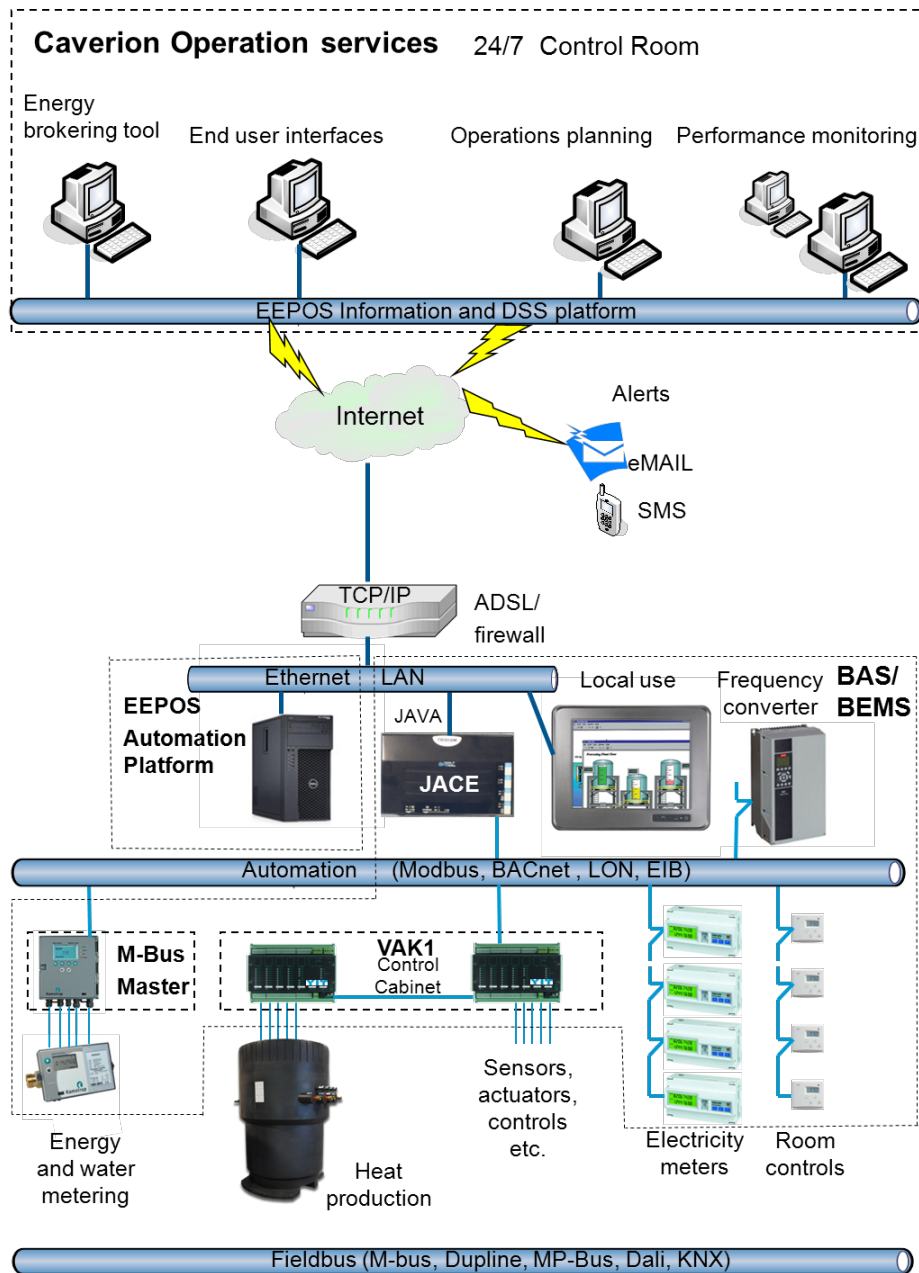 Caverion Operation services 24/7 Control Room
Energy
brokering tool
End user interfaces
Operations planning
Performance monitoring
EEPOS Information and DSS platform
Internet
Alerts
eMAIL
SMS
TCP/IP
ADSL/
firewall
Ethernet LAN
EEPOS
Automation
Platform
JAVA
JACE
Local use
Frequency
converter
BAS/
BEMS
Automation (Modbus, BACnet , LON, EIB)
M-Bus
Master
VAK1
Control
Cabinet
Energy
and water
metering
Heat
production
Sensors,
actuators,
controls
etc.
Electricity
meters
Room
controls
Fieldbus (M-bus, Dupline, MP-Bus, Dali, KNX)